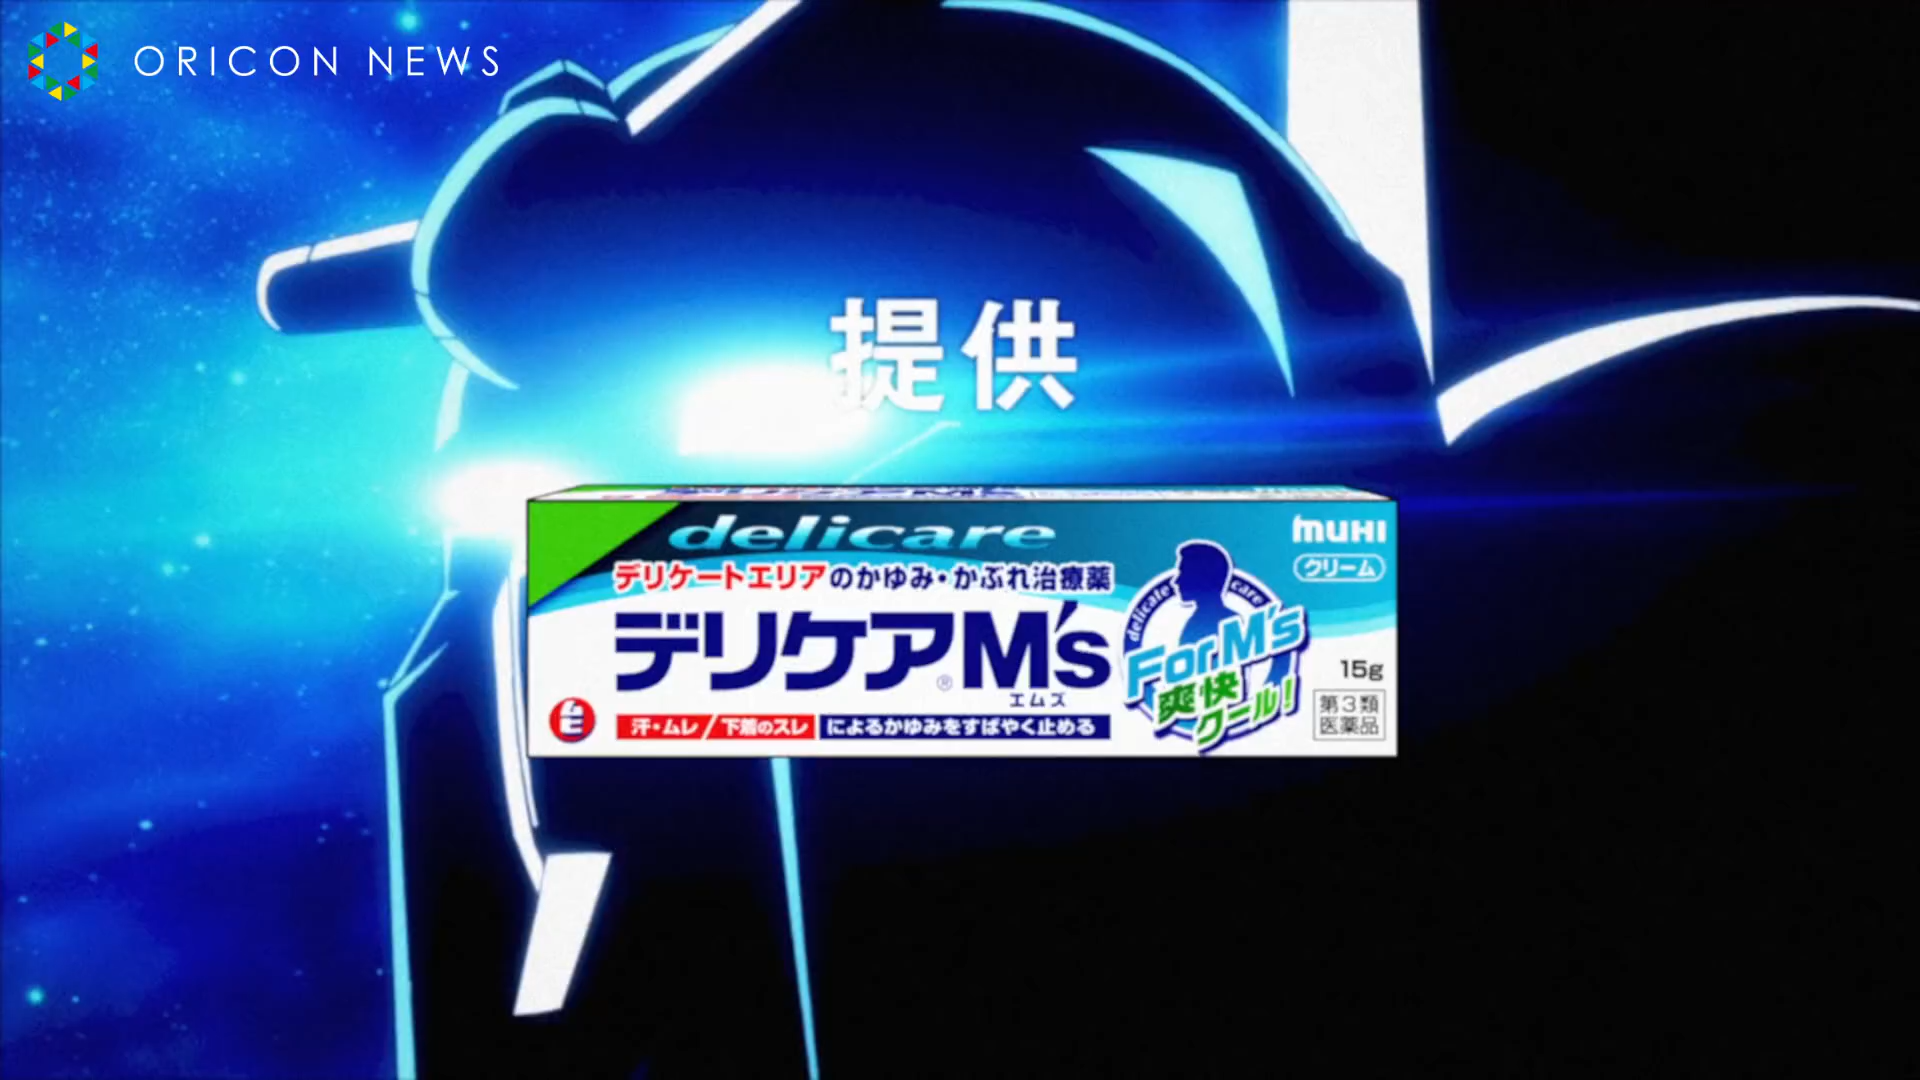 ORICON NEWS
提供
delicare
muHI
クリーム
デリケートエリアのかゆみ・かぶれ治療薬
デリケア® M's
エムズ
汗・ムレ/下着のスレ によるかゆみをすばやく止める
delicate care
For M's
爽快
クール!
15g
第3類
医薬品